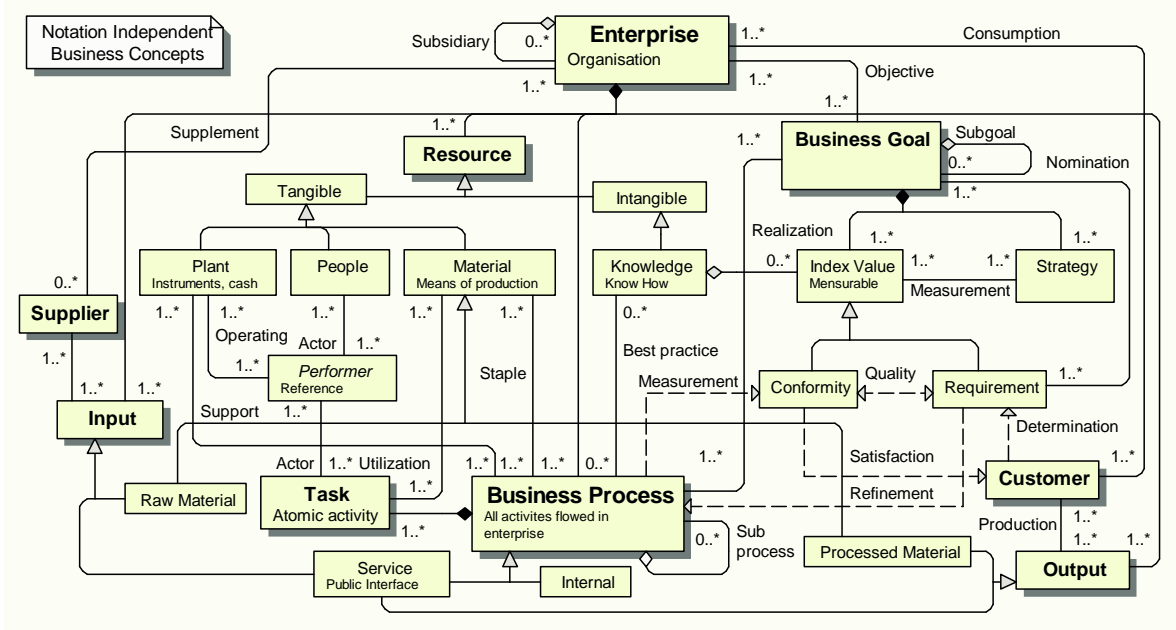 Notation Independent
Business Concepts
Subsidiary
0..*
Enterprise
Organisation
1..*
Consumption
1..*
1..*
Objective
1..*
Supplement
1..*
Resource
1..*
Business Goal
Subgoal
0..*
Nomination
1..*
Tangible
Intangible
Realization
1..*
1..*
Plant
Instruments, cash
People
Material
Means of production
Knowledge
Know How
0..*
Index Value
Mensurable
1..*
1..*
Measurement
Strategy
0..*
Supplier
1..*
1..*
1..*
1..*
1..*
0..*
Operating
Actor
1..*
1..*
Performer
Reference
1..*
Staple
Best practice
Measurement
Conformity
Quality
Requirement
1..*
1..*
1..*
1..*
Input
Support
Determination
Actor
1..*
Utilization
1..*
1..*
1..*
1..*
0..*
1..*
Satisfaction
Refinement
Customer
1..*
Raw Material
Task
Atomic activity
1..*
Business Process
All activites flowed in
enterprise
0..*
Sub
process
Production
1..*
1..*
1..*
Processed Material
Output
Service
Public Interface
Internal